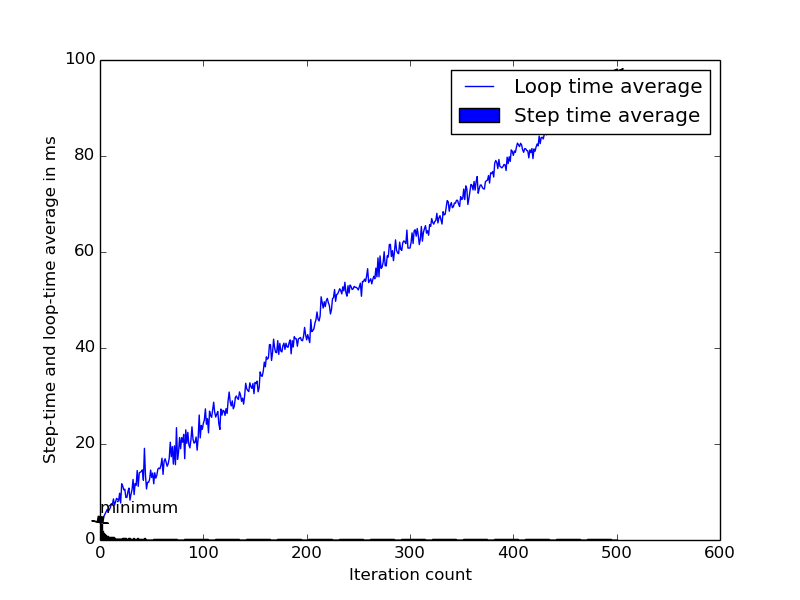 100
80
60
40
20
0
Step-time and loop-time average in ms
Loop time average
Step time average
minimum
0 100 200 300 400 500 600
Iteration count